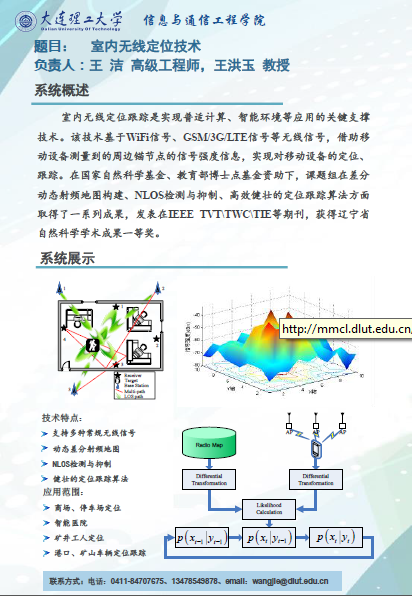 大连理工大学 信息与通信工程学院
Dalian University Of Technology
题目: 室内无线定位技术
负责人:王 洁 高级工程师,王洪玉 教授
系统概述
室内无线定位跟踪是实现普适计算、智能环境等应用的关键支撑
技术。该技术基于WiFi信号、GSM/3G/LTE信号等无线信号,借助移
动设备测量到的周边锚节点的信号强度信息,实现对移动设备的定位、
跟踪。在国家自然科学基金、教育部博士点基金资助下,课题组在差分
动态射频地图构建、NLOS检测与抑制、高效健壮的定位跟踪算法方面
取得了一系列成果,发表在IEEE TVT\TWC\TIE等期刊,获得辽宁省
自然科学学术成果一等奖。
系统展示
Receiver
Target
Base Station
Multi-path
LOS path
http://mmcl.dlut.edu.cn
技术特点:
支持多种常规无线信号
动态差分射频地图
NLOS检测与抑制
健壮的定位跟踪算法
应用范围:
商场、停车场定位
智能医院
矿井工人定位
港口、矿山车辆定位跟踪
AP AP AP
Radio Map
Differential Transformation
Differential Transformation
Likelihood Calculation
p(x_{t-1}|y_{t-1}) p(x_t|y_{t-1}) p(x_t|y_t)
联系方式:电话:0411-84707675、13478549878、email:wangjie@dlut.edu.cn